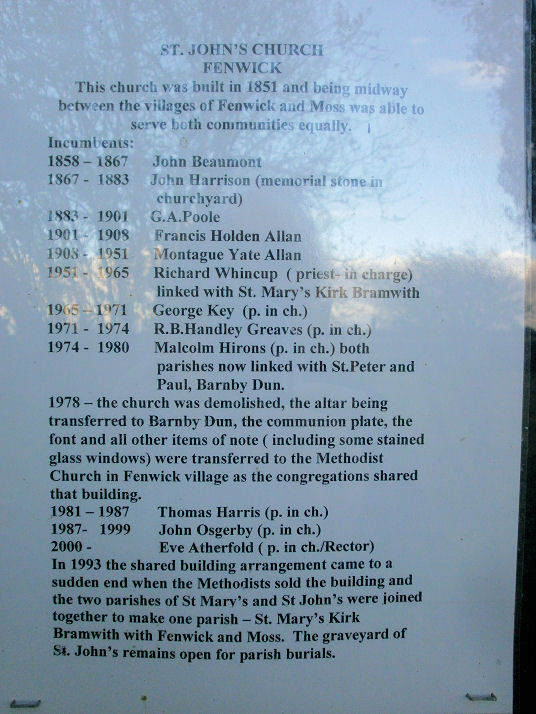 ST. JOHN'S CHURCH
FENWICK
This church was built in 1851 and being midway
between the villages of Fenwick and Moss was able to
serve both communities equally.
Incumbents:
1858 – 1867 John Beaumont
1867 - 1883 John Harrison (memorial stone in
churchyard)
1883 - 1901 G.A.Poole
1901 - 1908 Francis Holden Allan
1908 - 1951 Montague Yate Allan
1951 - 1965 Richard Whincup ( priest- in charge)
linked with St. Mary's Kirk Bramwith
1965 – 1971 George Key (p. in ch.)
1971 - 1974 R.B.Handley Greaves (p. in ch.)
1974 - 1980 Malcolm Hirons (p. in ch.) both
parishes now linked with St.Peter and
Paul, Barnby Dun.
1978 – the church was demolished, the altar being
transferred to Barnby Dun, the communion plate, the
font and all other items of note ( including some stained
glass windows) were transferred to the Methodist
Church in Fenwick village as the congregations shared
that building.
1981 – 1987 Thomas Harris (p. in ch.)
1987- 1999 John Osgerby (p. in ch.)
2000 - Eve Atherfold ( p. in ch./Rector)
In 1993 the shared building arrangement came to a
sudden end when the Methodists sold the building and
the two parishes of St Mary's and St John's were joined
together to make one parish – St. Mary's Kirk
Bramwith with Fenwick and Moss. The graveyard of
St. John's remains open for parish burials.